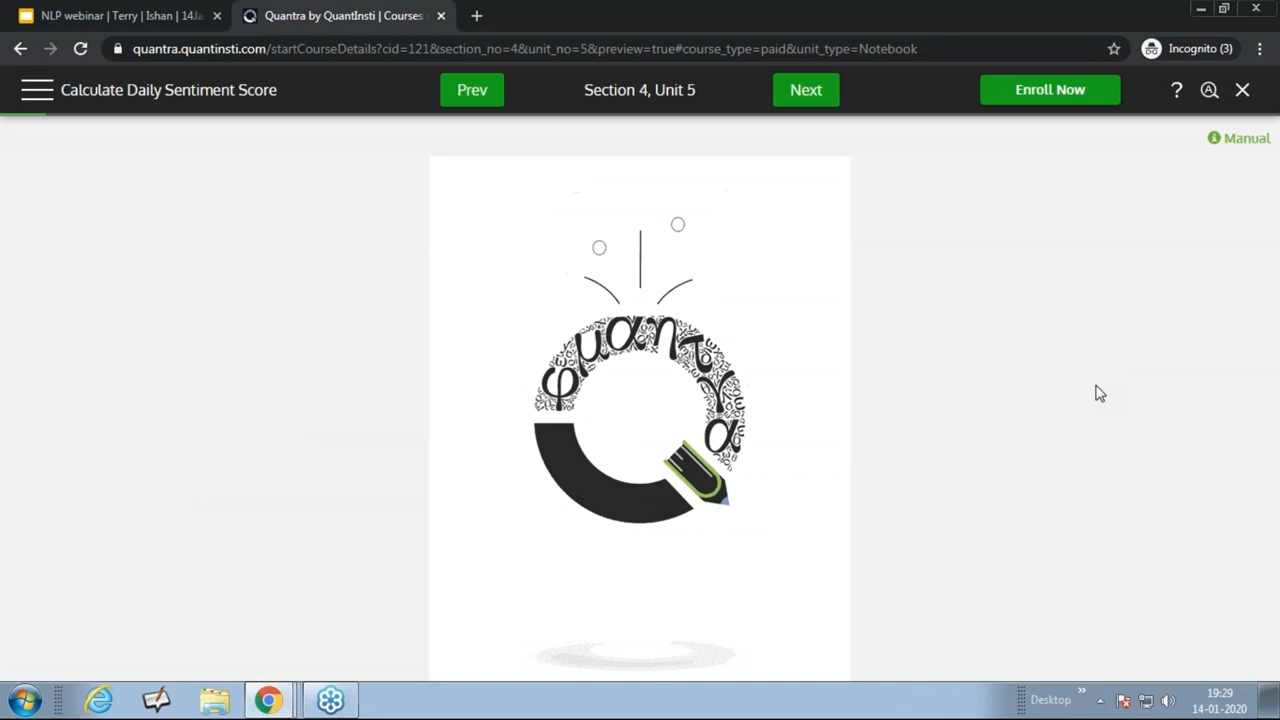 NLP webinar | Terry | Ishan | 14Ja
Quantra by QuantInsti | Courses
quantra.quantinsti.com/startCourseDetails?cid=121&section_no=4&unit_no=5&preview=true#course_type=paid&unit_type=Notebook
Incognito (3)
Calculate Daily Sentiment Score
Prev
Section 4, Unit 5
Next
Enroll Now
?
Manual
φμαητγα
Desktop
19:29
14-01-2020